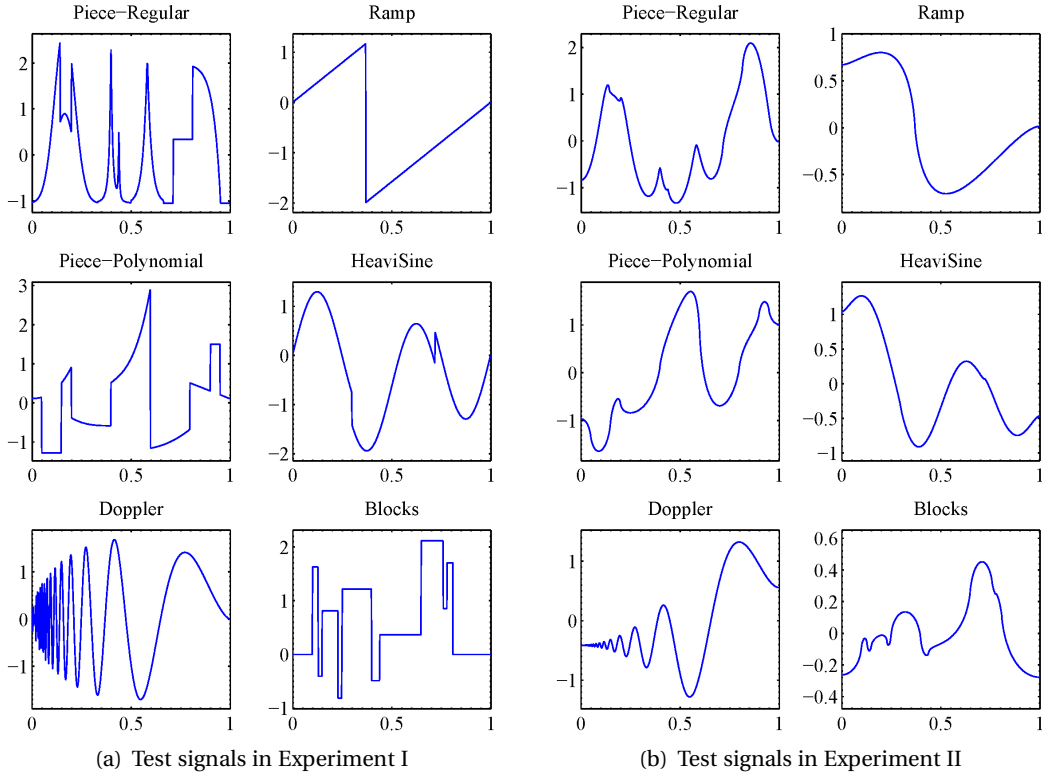 Piece−Regular Ramp Piece−Regular Ramp
2
1
0
−1
0 0.5 1
1
0
−1
−2
0 0.5 1
2
1
0
−1
0 0.5 1
1
0.5
0
−0.5
0 0.5 1
Piece−Polynomial HeaviSine Piece−Polynomial HeaviSine
3
2
1
0
−1
0 0.5 1
1
0
−1
−2
0 0.5 1
1
0
−1
0 0.5 1
1
0.5
0
−0.5
−1
0 0.5 1
Doppler Blocks Doppler Blocks
1
0
−1
0 0.5 1
2
1
0
−1
0 0.5 1
1
0
−1
0 0.5 1
0.6
0.4
0.2
0
−0.2
−0.4
0 0.5 1
(a) Test signals in Experiment I
(b) Test signals in Experiment II